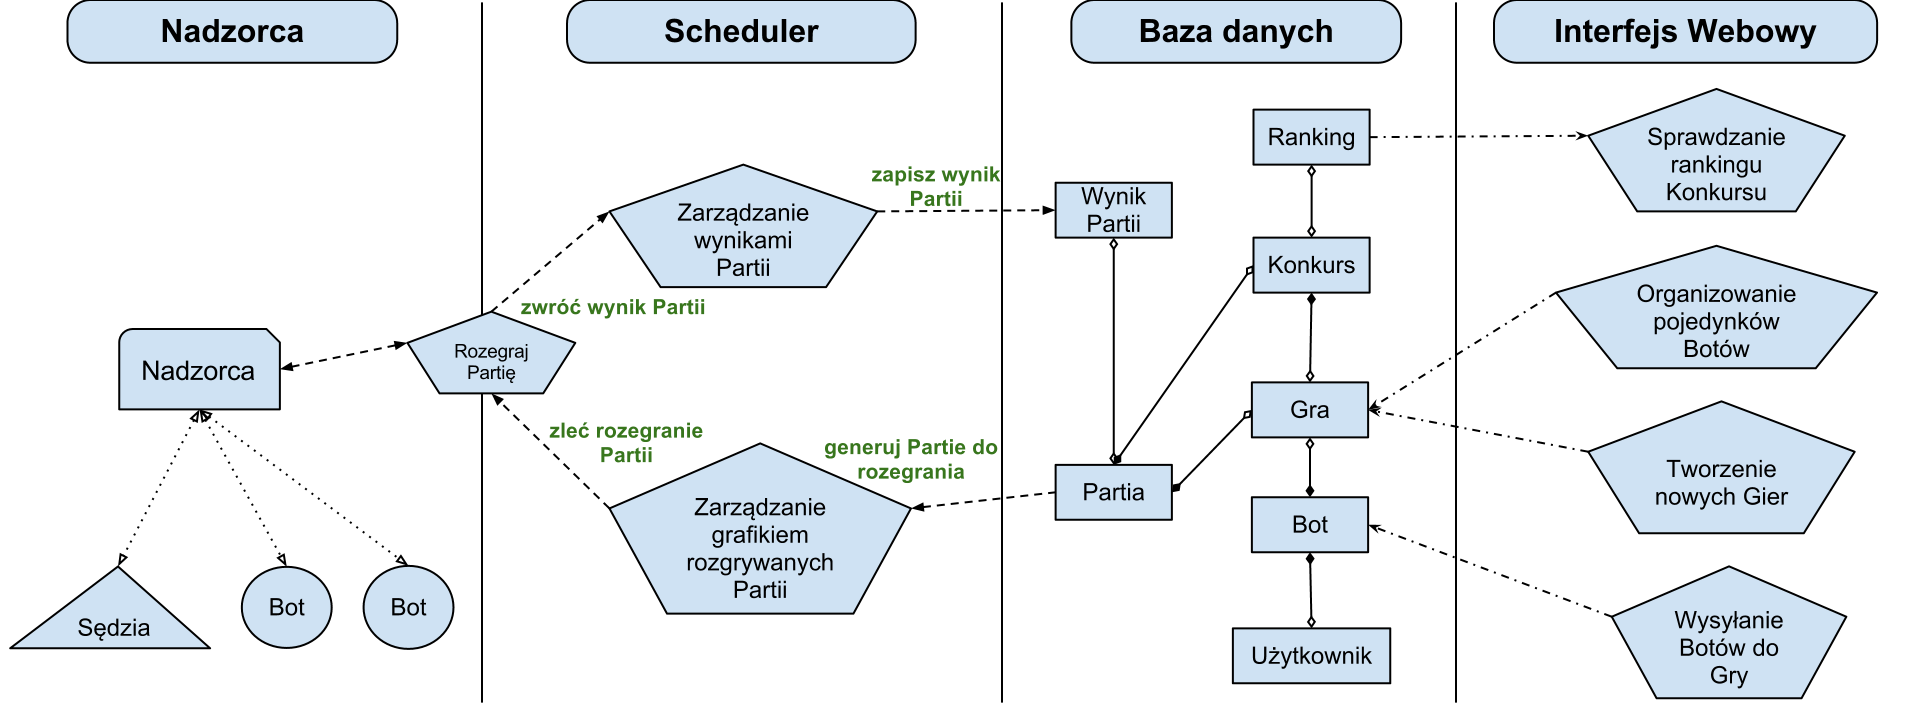 Nadzorca
Scheduler
Baza danych
Interfejs Webowy
Nadzorca
Sędzia
Bot
Bot
Rozegraj
Partię
zwróć wynik Partii
Zarządzanie
wynikami
Partii
zapisz wynik
Partii
zleć rozegranie
Partii
generuj Partie do
rozegrania
Zarządzanie
grafikiem
rozgrywanych
Partii
Wynik
Partii
Partia
Ranking
Konkurs
Gra
Bot
Użytkownik
Sprawdzanie
rankingu
Konkursu
Organizowanie
pojedynków
Botów
Tworzenie
nowych Gier
Wysyłanie
Botów do
Gry